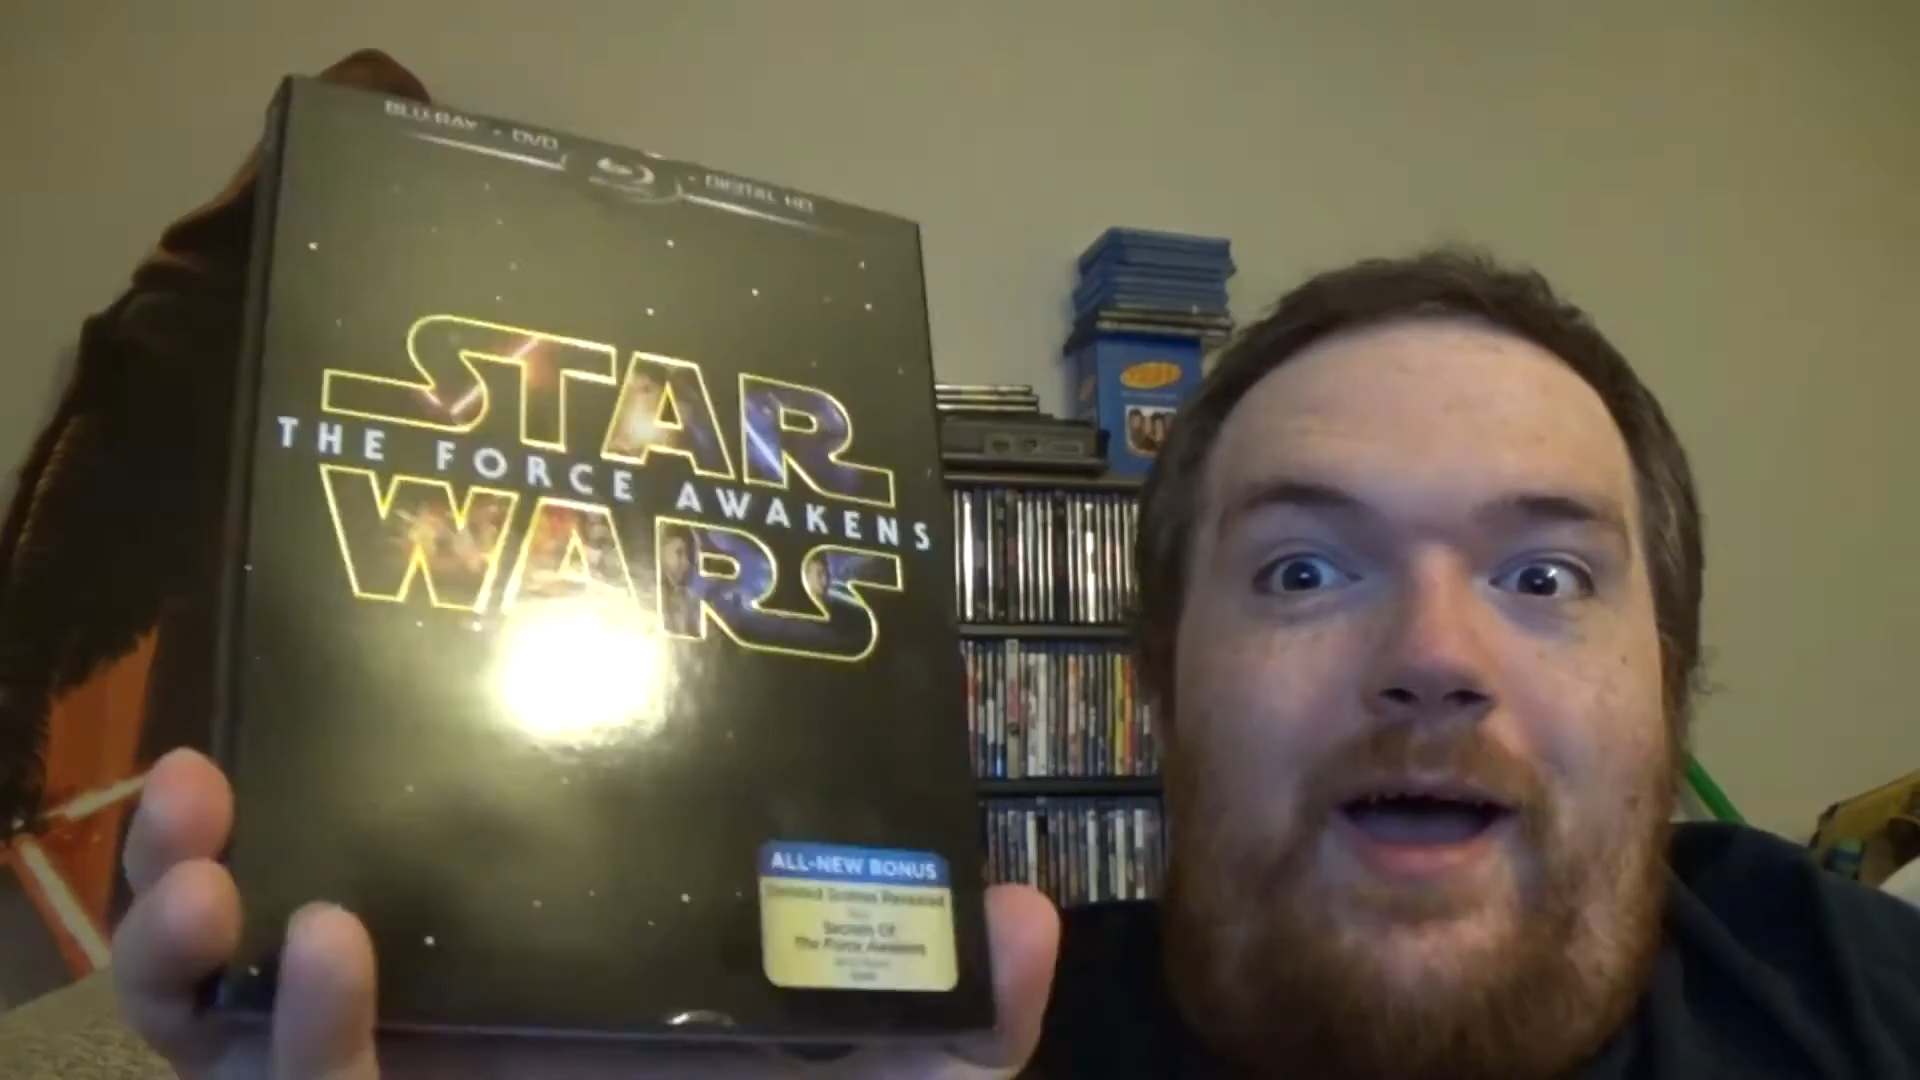 BLU-RAY + DVD + DIGITAL HD
STAR
THE FORCE AWAKENS
WARS
ALL-NEW BONUS
Deleted Scenes Revealed
Secrets Of
The Force Awakens